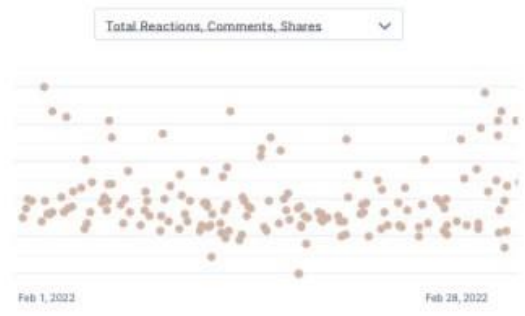 Total Reactions, Comments, Shares
Feb 1, 2022
Feb 28, 2022